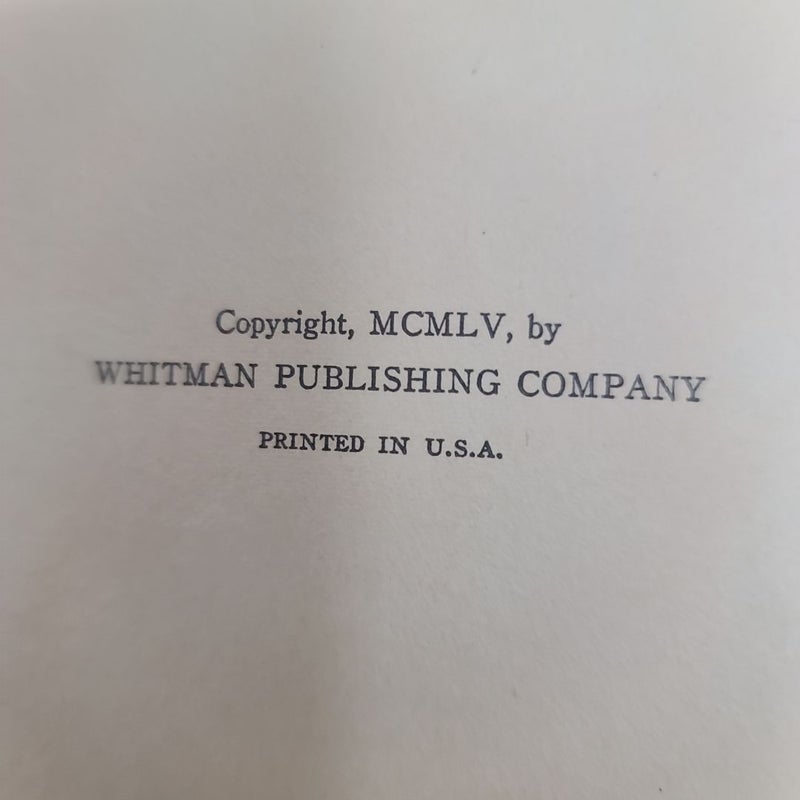 Copyright, MCMLV, by
WHITMAN PUBLISHING COMPANY
PRINTED IN U.S.A.